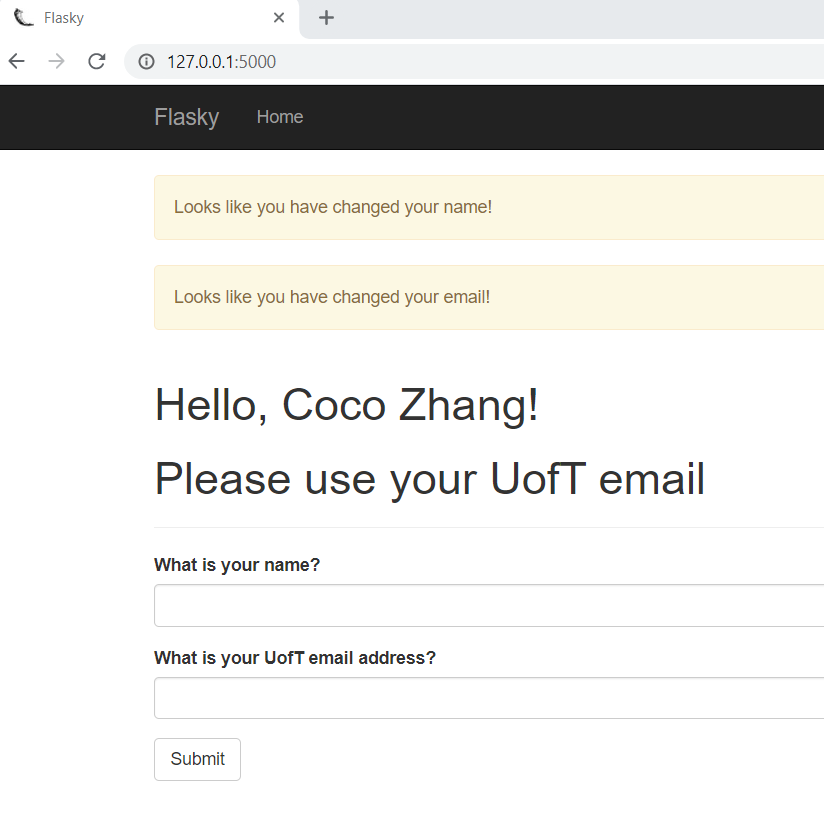 Flasky
127.0.0.1:5000
Flasky Home
Looks like you have changed your name!
Looks like you have changed your email!
Hello, Coco Zhang!
Please use your UofT email
What is your name?
What is your UofT email address?
Submit